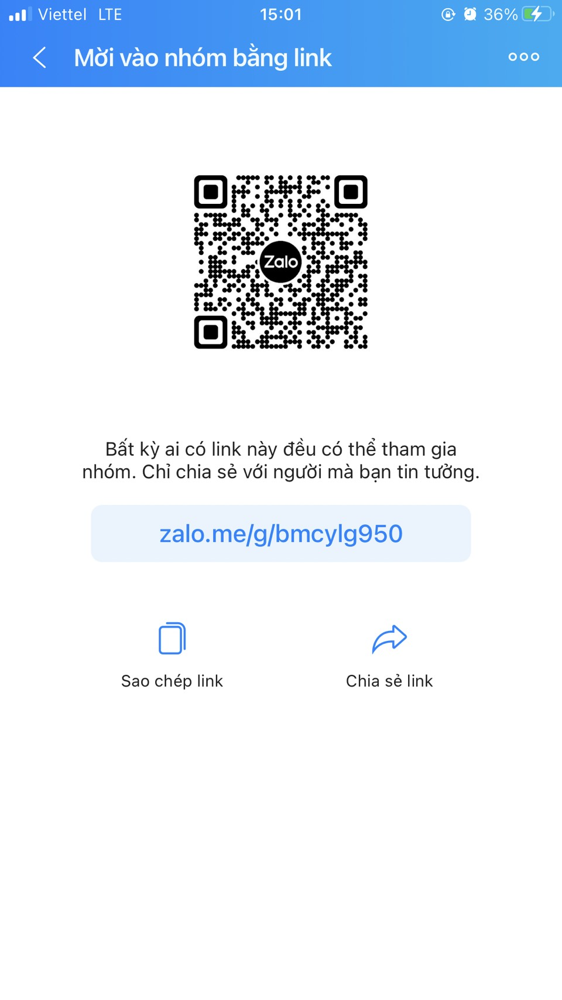 Viettel LTE 15:01 36%
Mời vào nhóm bằng link
Zalo
Bất kỳ ai có link này đều có thể tham gia
nhóm. Chỉ chia sẻ với người mà bạn tin tưởng.
zalo.me/g/bmcylg950
Sao chép link Chia sẻ link